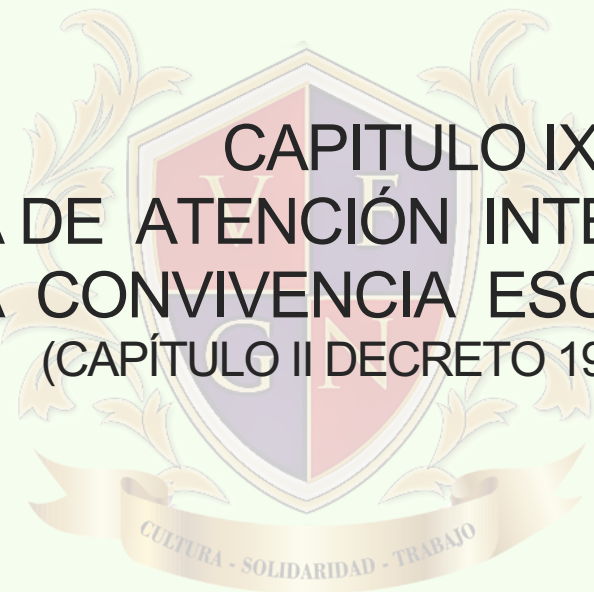 CAPITULO IX
A DE ATENCIÓN INTE
A CONVIVENCIA ESC
(CAPÍTULO II DECRETO 19
V E
G N
CULTURA - SOLIDARIDAD - TRABAJO